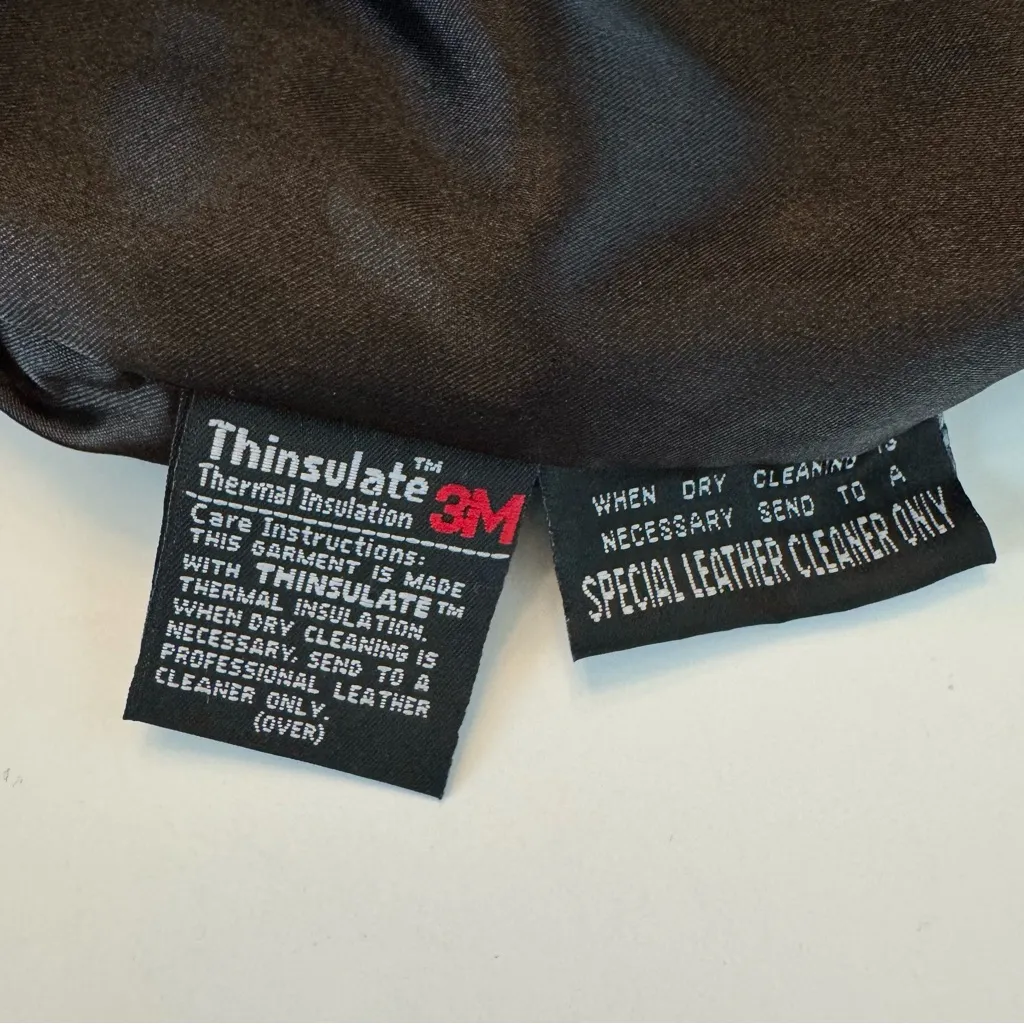 Thinsulate™
Thermal Insulation 3M
Care Instructions:
THIS GARMENT IS MADE
WITH THINSULATE™
THERMAL INSULATION.
WHEN DRY CLEANING IS
NECESSARY, SEND TO A
PROFESSIONAL LEATHER
CLEANER ONLY.
(OVER)
WHEN DRY CLEANING IS
NECESSARY SEND TO A
SPECIAL LEATHER CLEANER ONLY